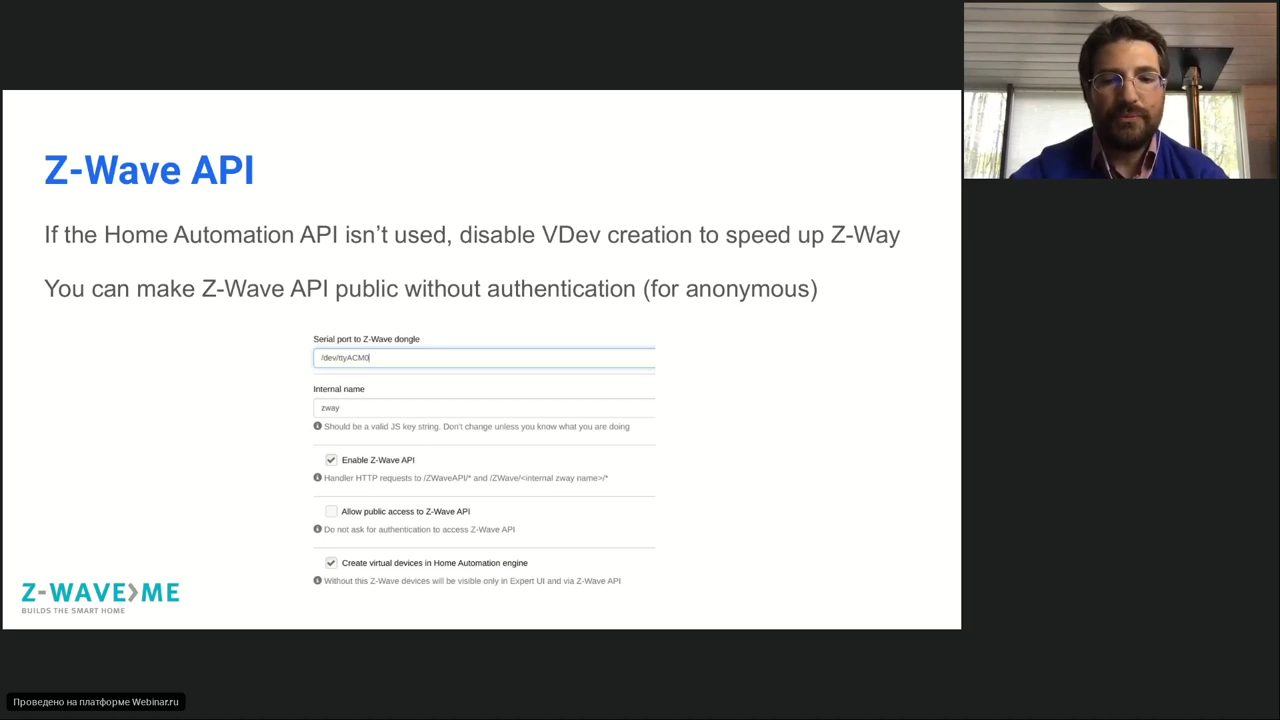 Z-Wave API
If the Home Automation API isn’t used, disable VDev creation to speed up Z-Way
You can make Z-Wave API public without authentication (for anonymous)
Serial port to Z-Wave dongle
/dev/ttyACM0
Internal name
zway
Should be a valid JS key string. Don't change unless you know what you are doing
Enable Z-Wave API
Handler HTTP requests to /ZWaveAPI/* and /ZWave/<internal zway name>/*
Allow public access to Z-Wave API
Do not ask for authentication to access Z-Wave API
Create virtual devices in Home Automation engine
Without this Z-Wave devices will be visible only in Expert UI and via Z-Wave API
Z-WAVE>ME
BUILDS THE SMART HOME
Проведено на платформе Webinar.ru